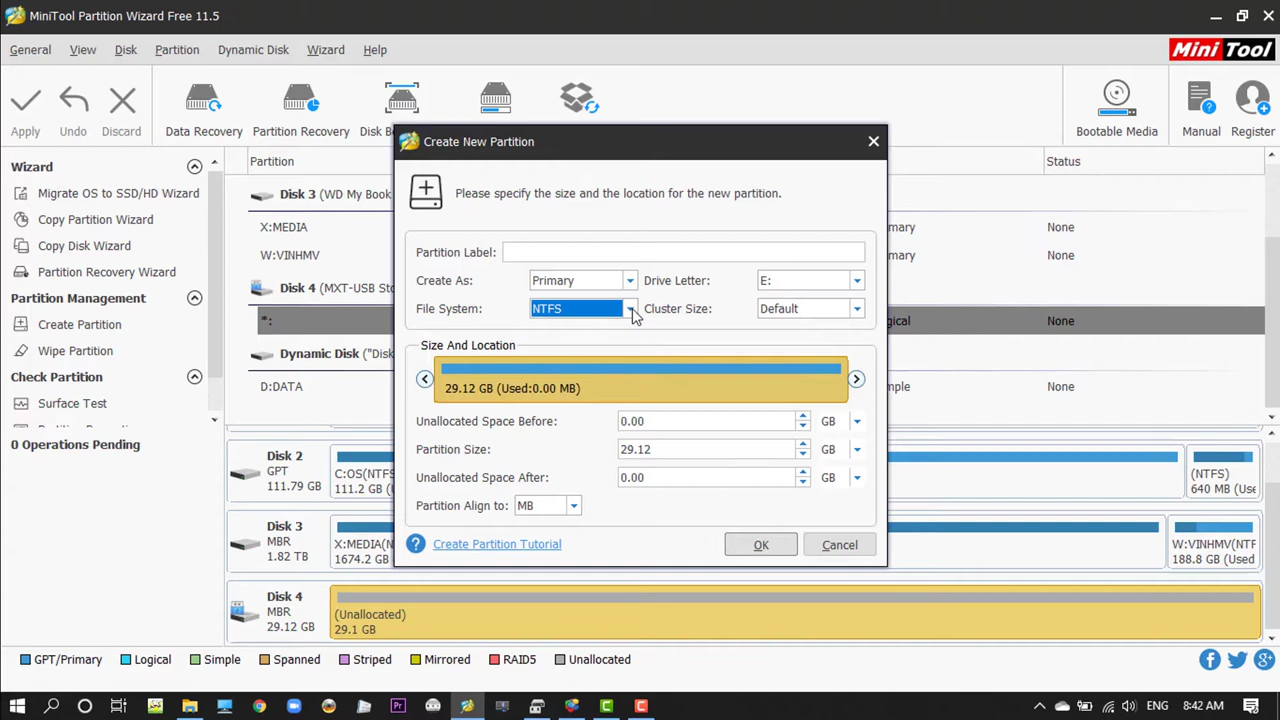 MiniTool Partition Wizard Free 11.5
General View Disk Partition Dynamic Disk Wizard Help
Mini Tool
Apply Undo Discard Data Recovery Partition Recovery Disk B Bootable Media Manual Register
Wizard
Migrate OS to SSD/HD Wizard
Copy Partition Wizard
Copy Disk Wizard
Partition Recovery Wizard
Partition Management
Create Partition
Wipe Partition
Check Partition
Surface Test
0 Operations Pending
Partition Status
Disk 3 (WD My Book
X:MEDIA mary None
W:VINHMV mary None
Disk 4 (MXT-USB Sto
*: gical None
Dynamic Disk ("Disk
D:DATA mple None
Create New Partition
Please specify the size and the location for the new partition.
Partition Label:
Create As: Primary Drive Letter: E:
File System: NTFS Cluster Size: Default
Size And Location
29.12 GB (Used:0.00 MB)
Unallocated Space Before: 0.00 GB
Partition Size: 29.12 GB
Unallocated Space After: 0.00 GB
Partition Align to: MB
Create Partition Tutorial
OK Cancel
Disk 2
GPT
111.79 GB
C:OS(NTFS)
111.2 GB (Used
(NTFS)
640 MB (Use
Disk 3
MBR
1.82 TB
X:MEDIA(N
1674.2 GB
W:VINHMV(NTF
188.8 GB (Used
Disk 4
MBR
29.12 GB
(Unallocated)
29.1 GB
GPT/Primary Logical Simple Spanned Striped Mirrored RAID5 Unallocated
ENG 8:42 AM